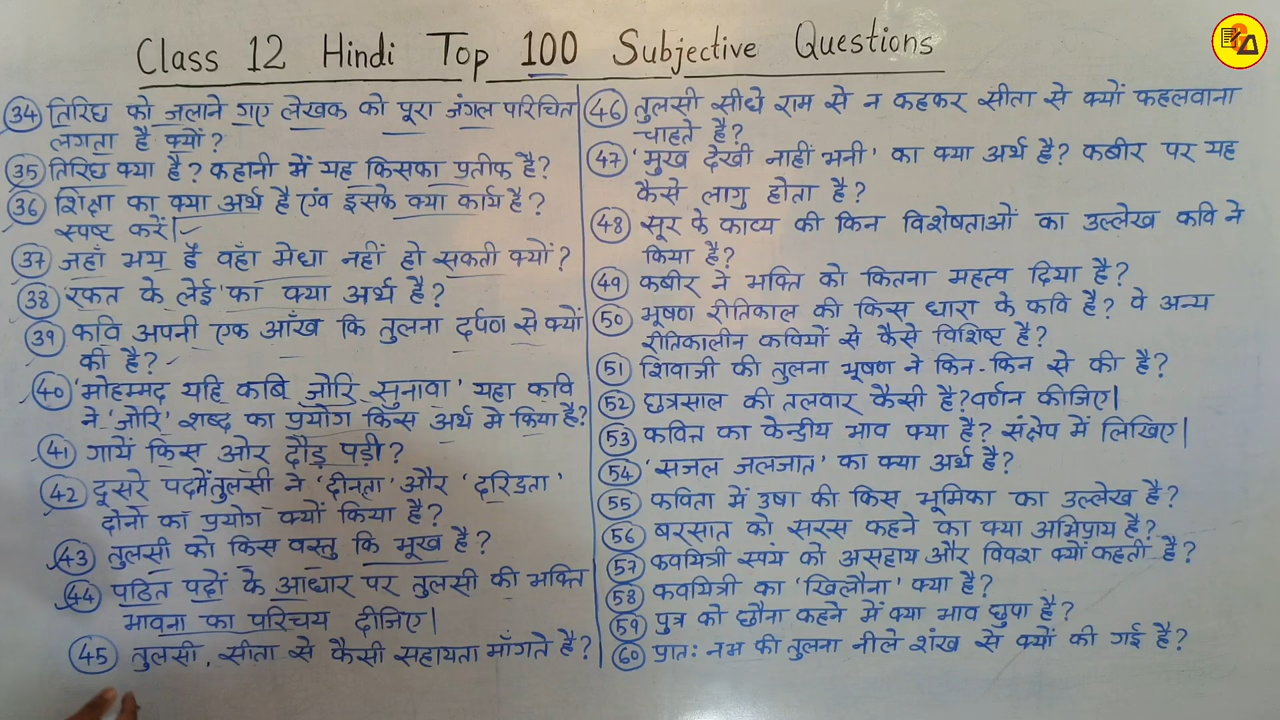 Class 12 Hindi Top 100 Subjective Questions
34 तिरिछ को जलाने गए लेखक को पूरा जंगल परिचित
लगता है क्यों?
35 तिरिछ क्या है? कहानी में यह किसका प्रतीक है?
36 शिक्षा का क्या अर्थ है एंव इसके क्या कार्य है?
स्पष्ट करें।
37 जहाँ भय है वहाँ मेधा नहीं हो सकती क्यों?
38 'रकत के लेई' का क्या अर्थ है?
39 कवि अपनी एक आँख कि तुलना दर्पण से क्यों
की है?
40 'मोहम्मद यहि कबि जोरि सुनावा' यहा कवि
ने 'जोरि' शब्द का प्रयोग किस अर्थ मे किया है?
41 गायें किस ओर दौड़ पड़ी?
42 दूसरे पदमें तुलसी ने 'दीनता' और 'दरिद्रता'
दोनो का प्रयोग क्यों किया है?
43 तुलसी को किस वस्तु कि भूख है?
44 पठित पदों के आधार पर तुलसी की भक्ति
भावना का परिचय दीजिए।
45 तुलसी, सीता से कैसी सहायता माँगते है?
46 तुलसी सीधे राम से न कहकर सीता से क्यों कहलवाना
चाहते है?
47 'मुख देखी नाहीं भनी' का क्या अर्थ है? कबीर पर यह
कैसे लागु होता है?
48 सूर के काव्य की किन विशेषताओं का उल्लेख कवि ने
किया है?
49 कबीर ने भक्ति को कितना महत्व दिया है?
50 भूषण रीतिकाल की किस धारा के कवि है? वे अन्य
रीतिकालीन कवियों से कैसे विशिष्ट है?
51 शिवाजी की तुलना भूषण ने किन-किन से की है?
52 छत्रसाल की तलवार कैसी है? वर्णन कीजिए।
53 कवित्त का केन्द्रीय भाव क्या है? संक्षेप में लिखिए।
54 'सजल जलजात' का क्या अर्थ है?
55 कविता में उषा की किस भूमिका का उल्लेख है?
56 बरसात को सरस कहने का क्या अभिप्राय है?
57 कवयित्री स्वयं को असहाय और विवश क्यों कहती है?
58 कवयित्री का 'खिलौना' क्या है?
59 पुत्र को छौना कहने में क्या भाव छुपा है?
60 प्रातः नभ की तुलना नीले शंख से क्यों की गई है?